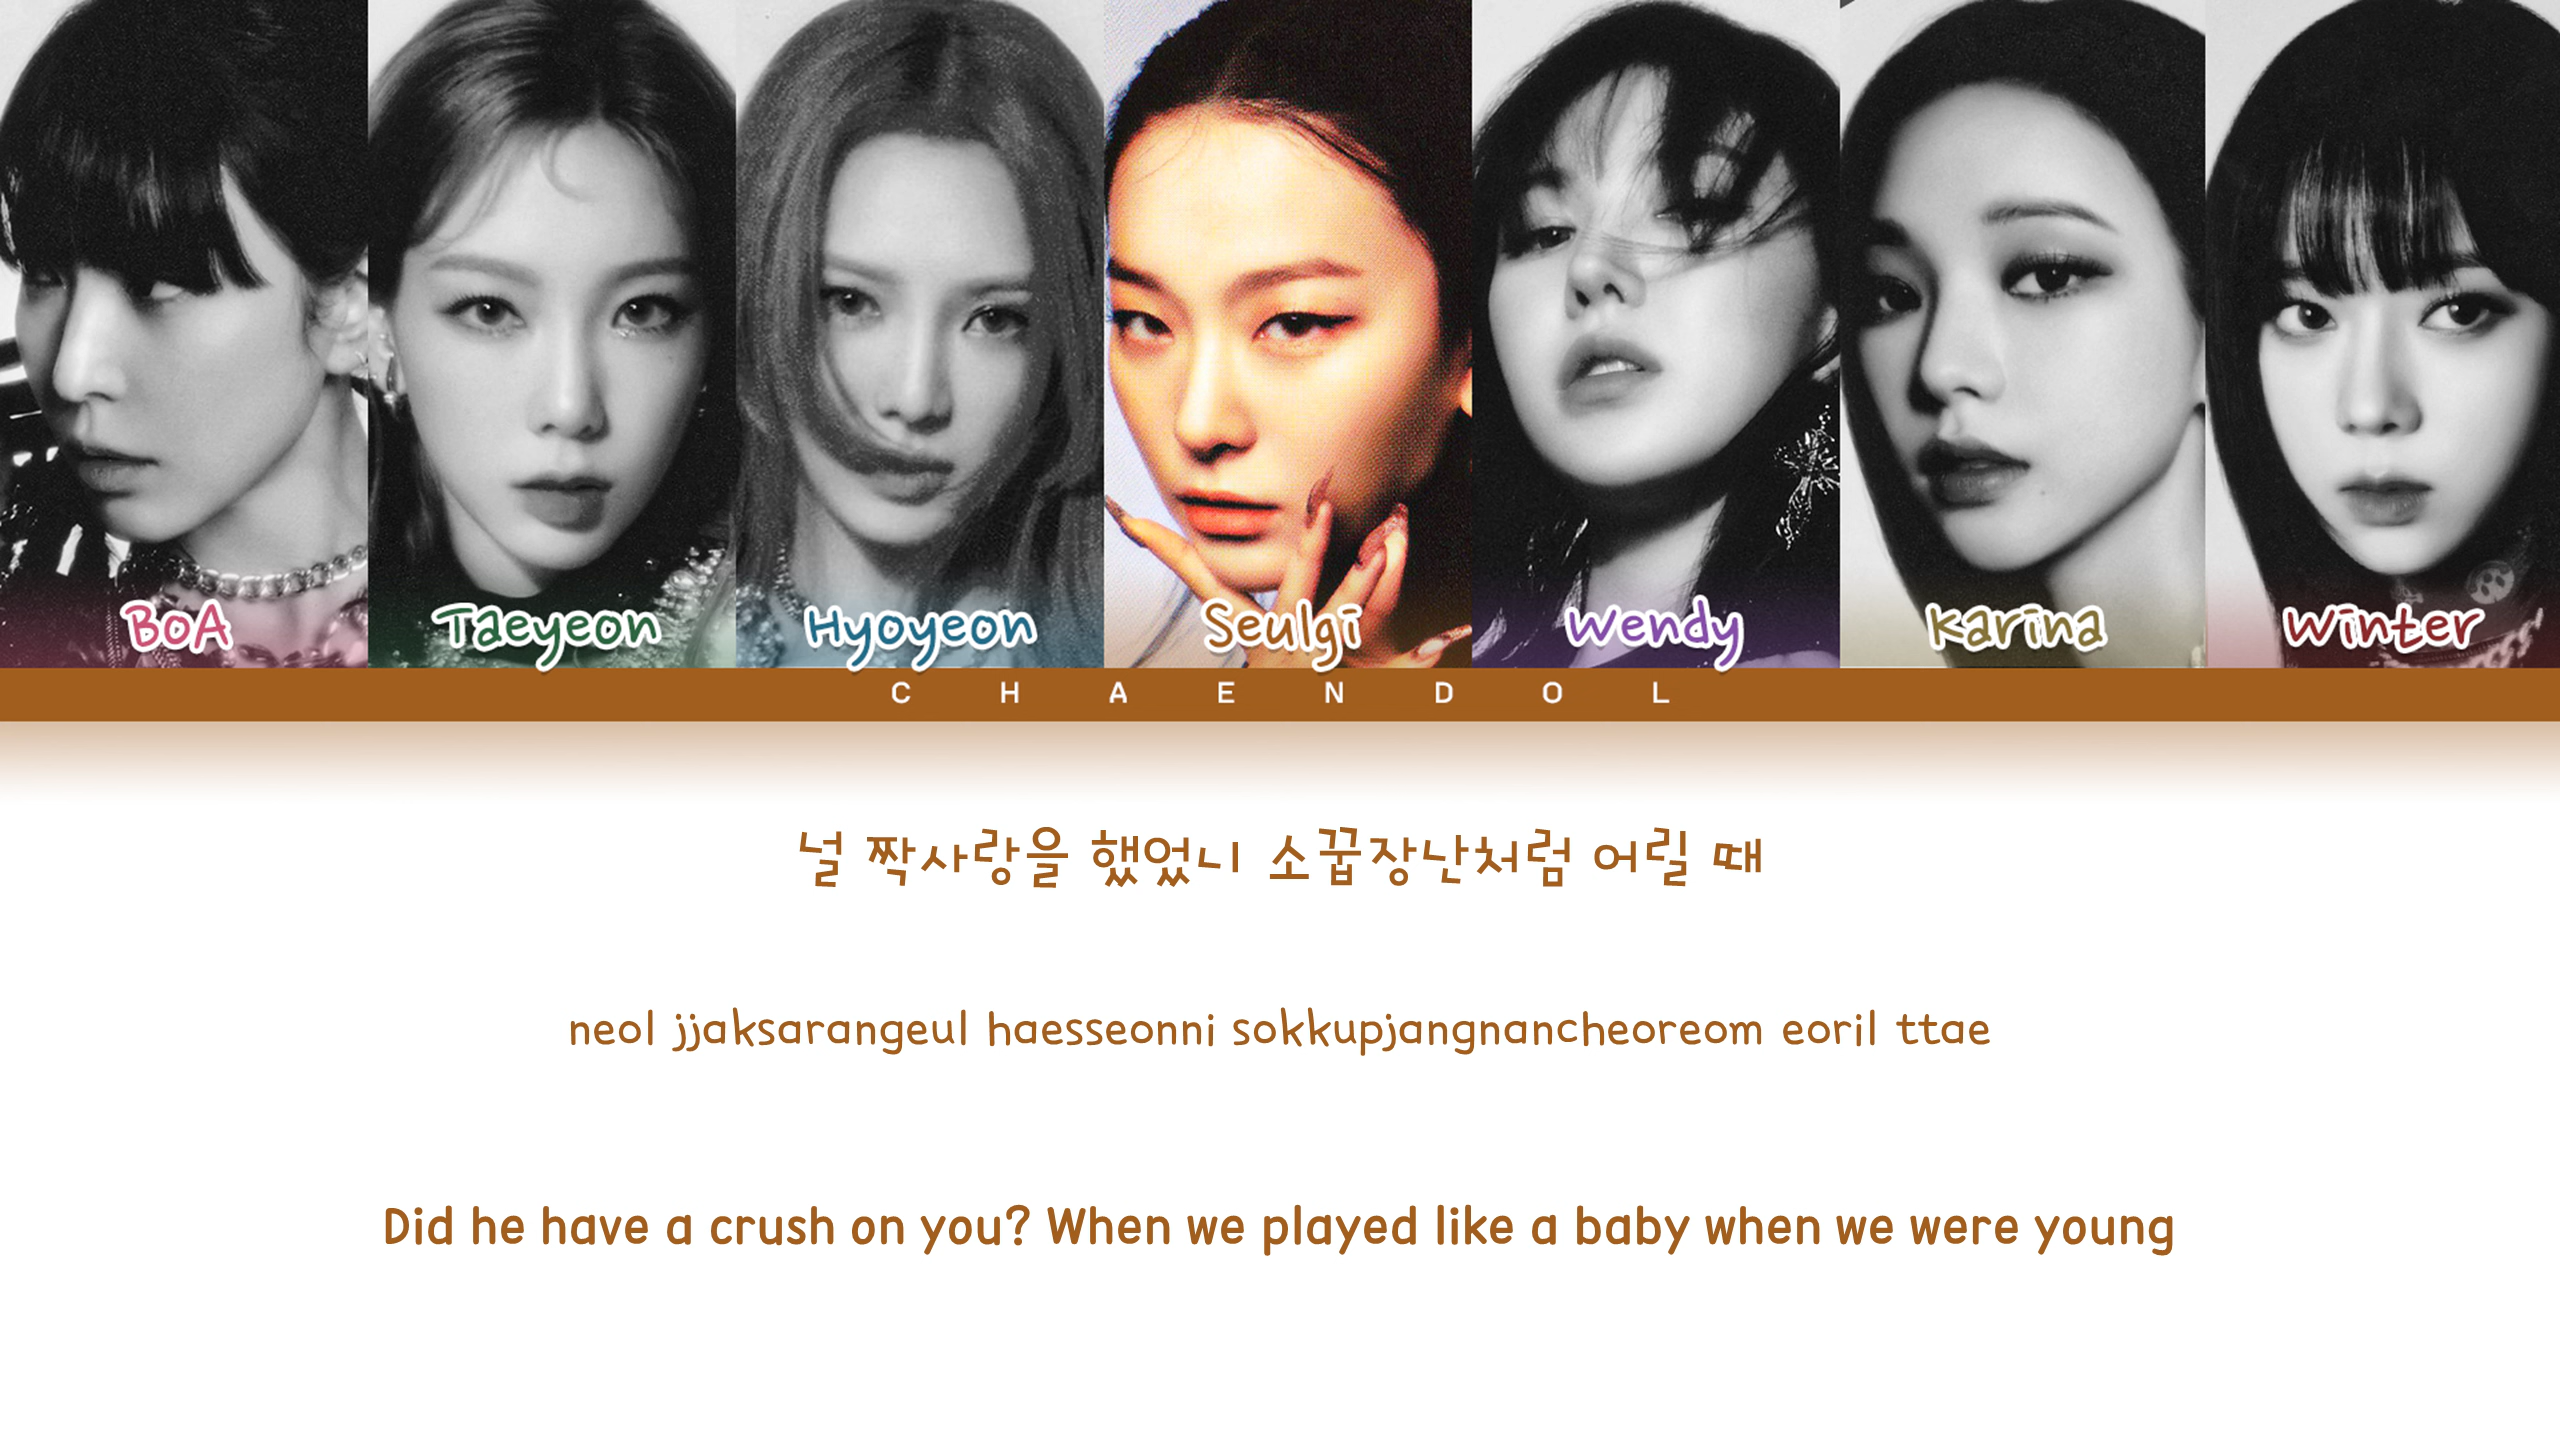 BoA Taeyeon Hyoyeon Seulgi Wendy Karina Winter
CHAENDOL
널 짝사랑을 했었니 소꿉장난처럼 어릴 때
neol jjaksarangeul haesseonni sokkupjangnancheoreom eoril ttae
Did he have a crush on you? When we played like a baby when we were young